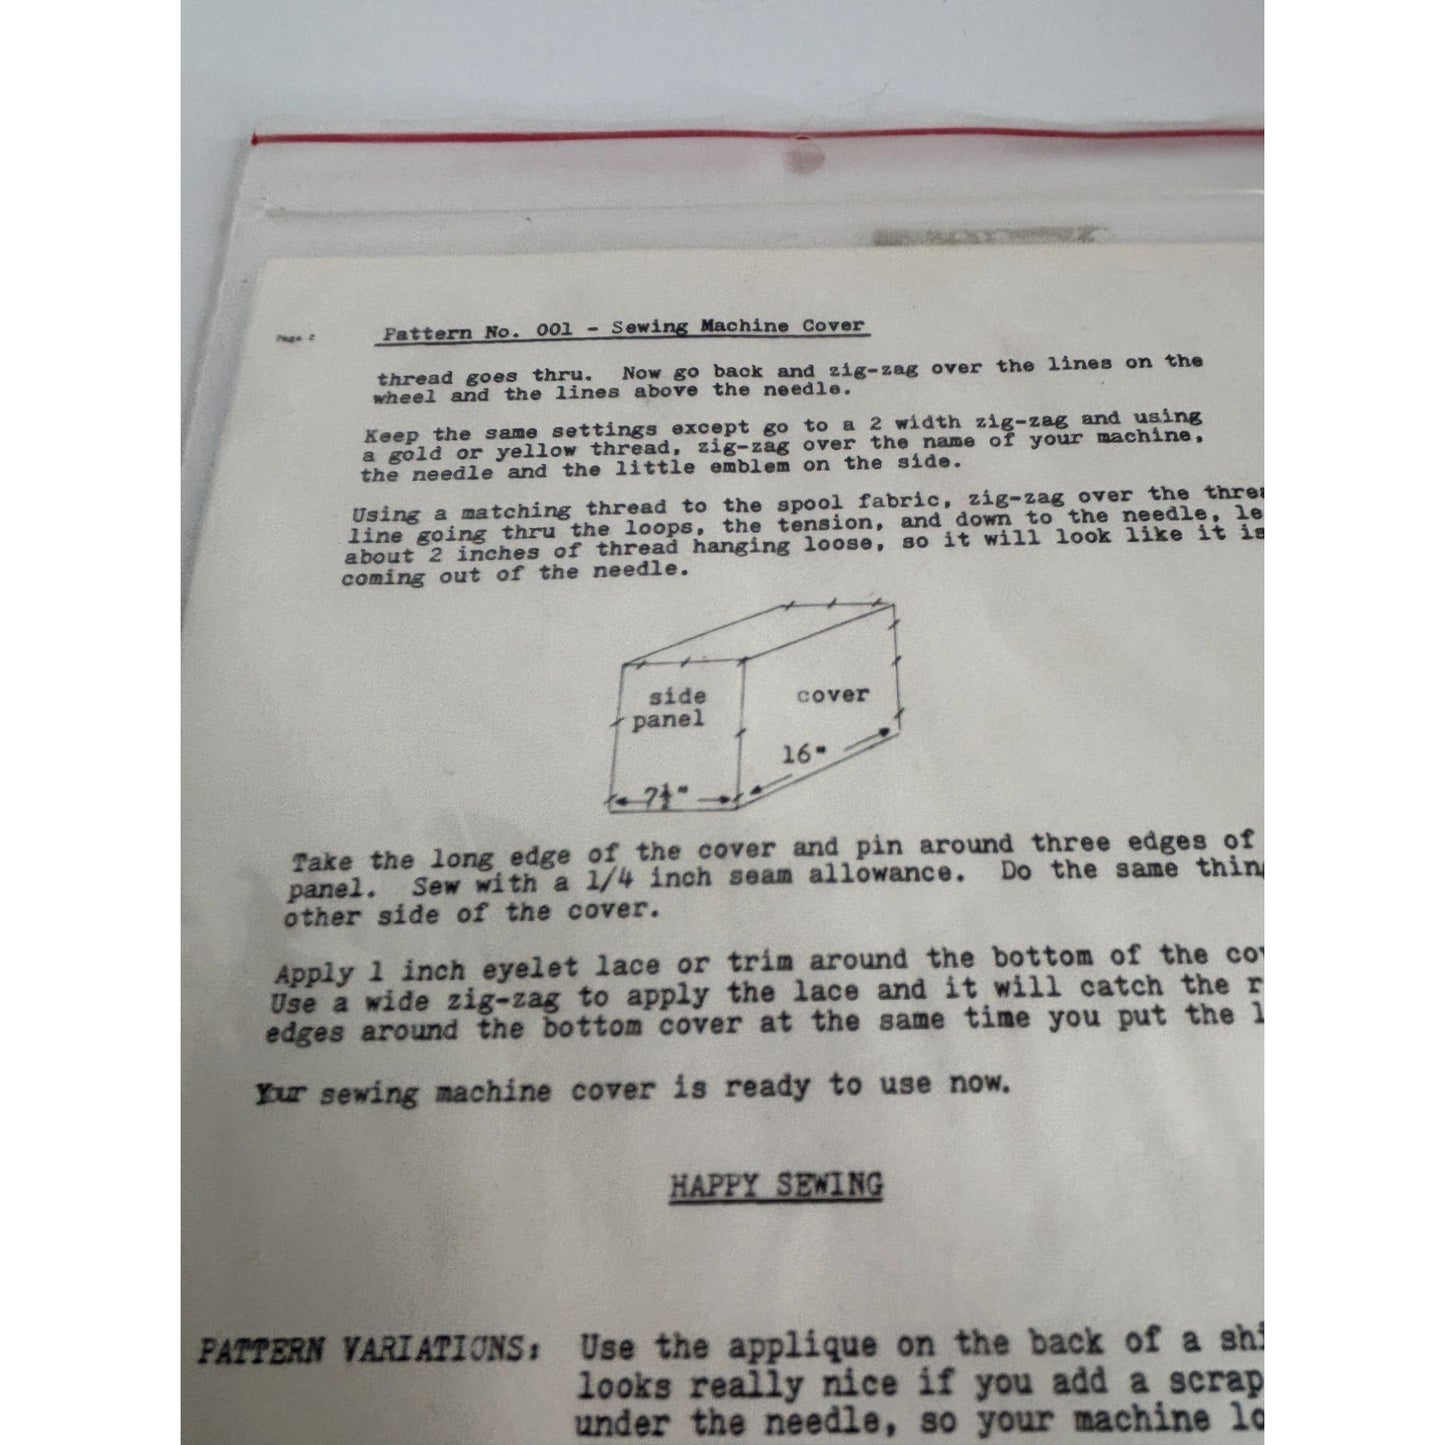 Page 2
Pattern No. 001 - Sewing Machine Cover
thread goes thru. Now go back and zig-zag over the lines on the
wheel and the lines above the needle.
Keep the same settings except go to a 2 width zig-zag and using
a gold or yellow thread, zig-zag over the name of your machine,
the needle and the little emblem on the side.
Using a matching thread to the spool fabric, zig-zag over the threa
line going thru the loops, the tension, and down to the needle, le
about 2 inches of thread hanging loose, so it will look like it is
coming out of the needle.
side
panel
cover
16"
7½"
Take the long edge of the cover and pin around three edges of
panel. Sew with a 1/4 inch seam allowance. Do the same thing
other side of the cover.
Apply 1 inch eyelet lace or trim around the bottom of the cov
Use a wide zig-zag to apply the lace and it will catch the r
edges around the bottom cover at the same time you put the l
Your sewing machine cover is ready to use now.
HAPPY SEWING
PATTERN VARIATIONS: Use the applique on the back of a shi
looks really nice if you add a scrap
under the needle, so your machine lo